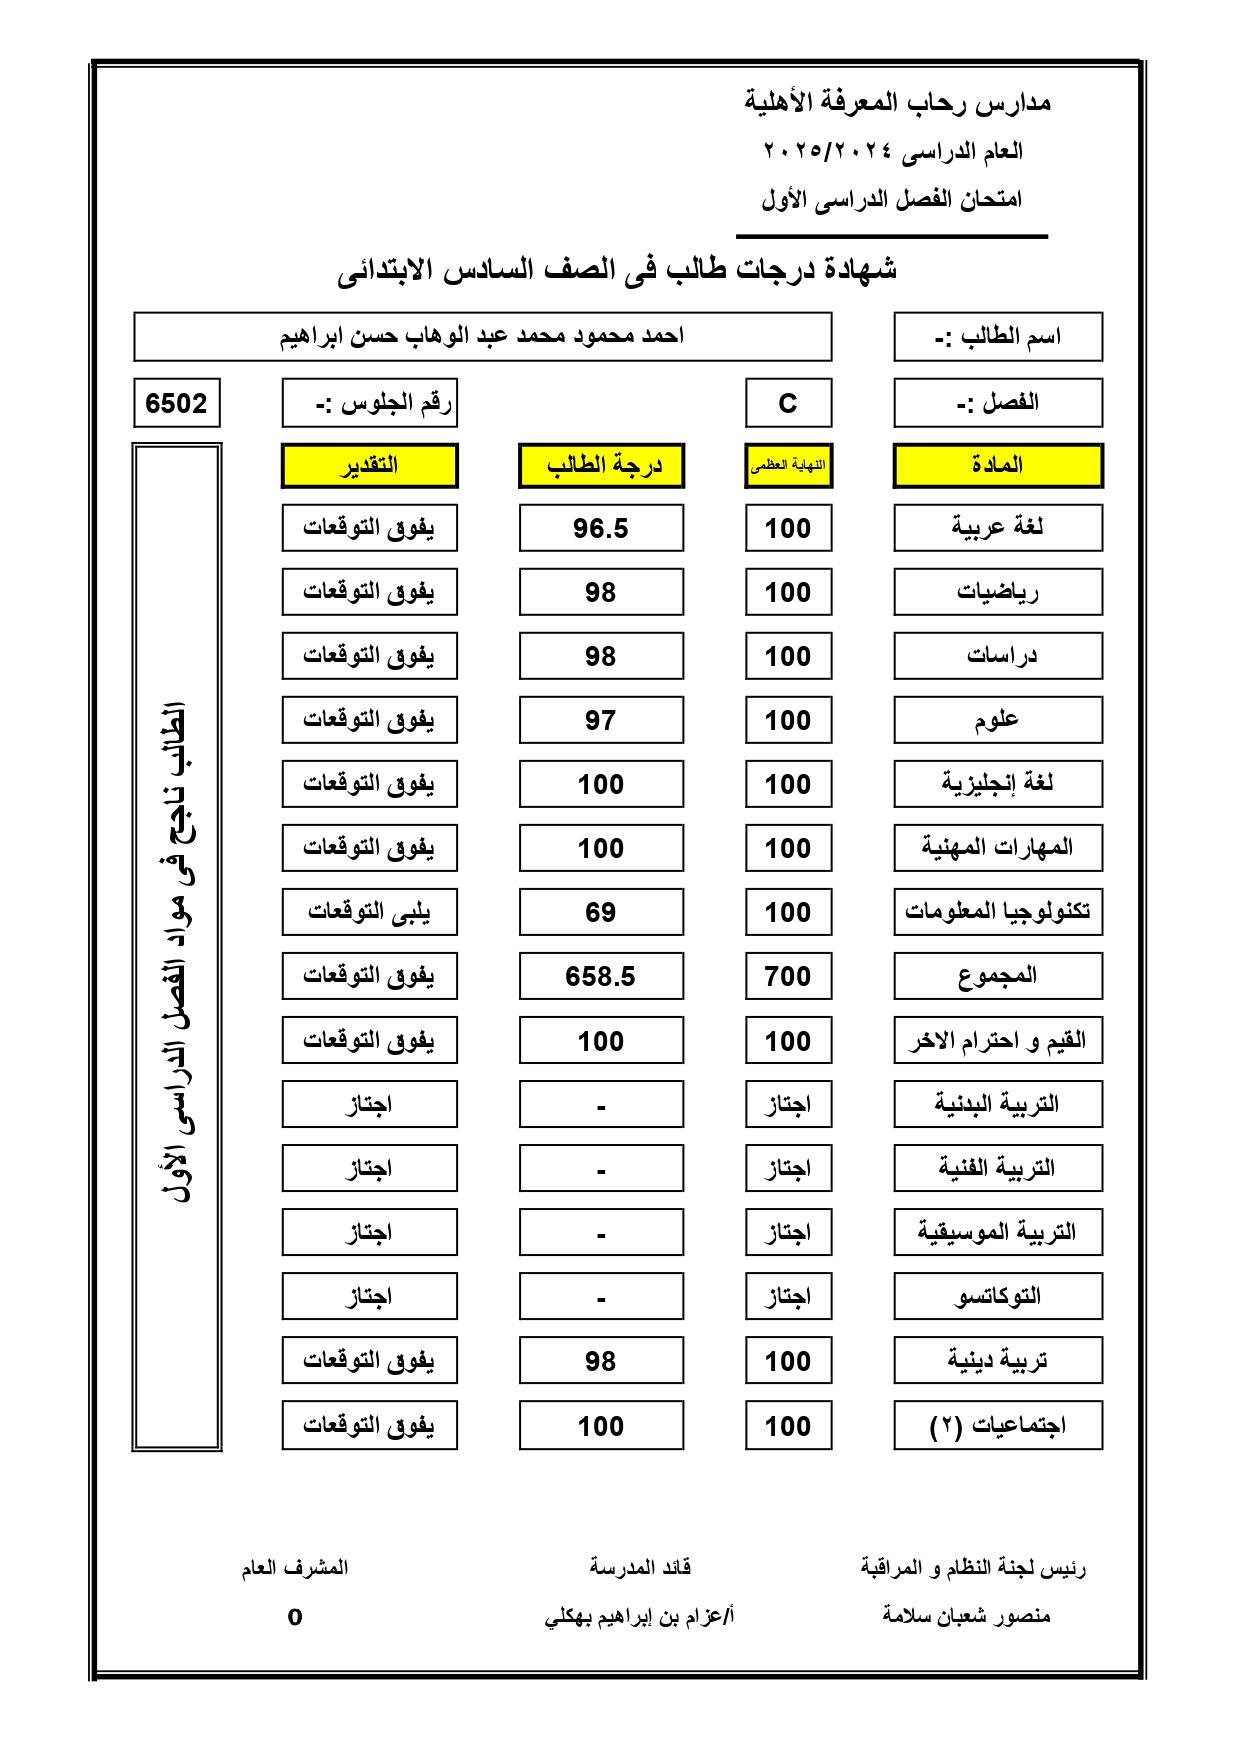 مدارس رحاب المعرفة الأهلية
العام الدراسى ٢٠٢٥/٢٠٢٤
امتحان الفصل الدراسى الأول
شهادة درجات طالب فى الصف السادس الابتدائى
اسم الطالب :- احمد محمود محمد عبد الوهاب حسن ابراهيم
الفصل :- C رقم الجلوس :- 6502
المادة النهاية العظمى درجة الطالب التقدير
لغة عربية 100 96.5 يفوق التوقعات
رياضيات 100 98 يفوق التوقعات
دراسات 100 98 يفوق التوقعات
علوم 100 97 يفوق التوقعات
لغة إنجليزية 100 100 يفوق التوقعات
المهارات المهنية 100 100 يفوق التوقعات
تكنولوجيا المعلومات 100 69 يلبى التوقعات
المجموع 700 658.5 يفوق التوقعات
القيم و احترام الاخر 100 100 يفوق التوقعات
التربية البدنية اجتاز - اجتاز
التربية الفنية اجتاز - اجتاز
التربية الموسيقية اجتاز - اجتاز
التوكاتسو اجتاز - اجتاز
تربية دينية 100 98 يفوق التوقعات
اجتماعيات (٢) 100 100 يفوق التوقعات
الطالب ناجح فى مواد الفصل الدراسى الأول
رئيس لجنة النظام و المراقبة قائد المدرسة المشرف العام
منصور شعبان سلامة أ/عزام بن إبراهيم بهكلي 0